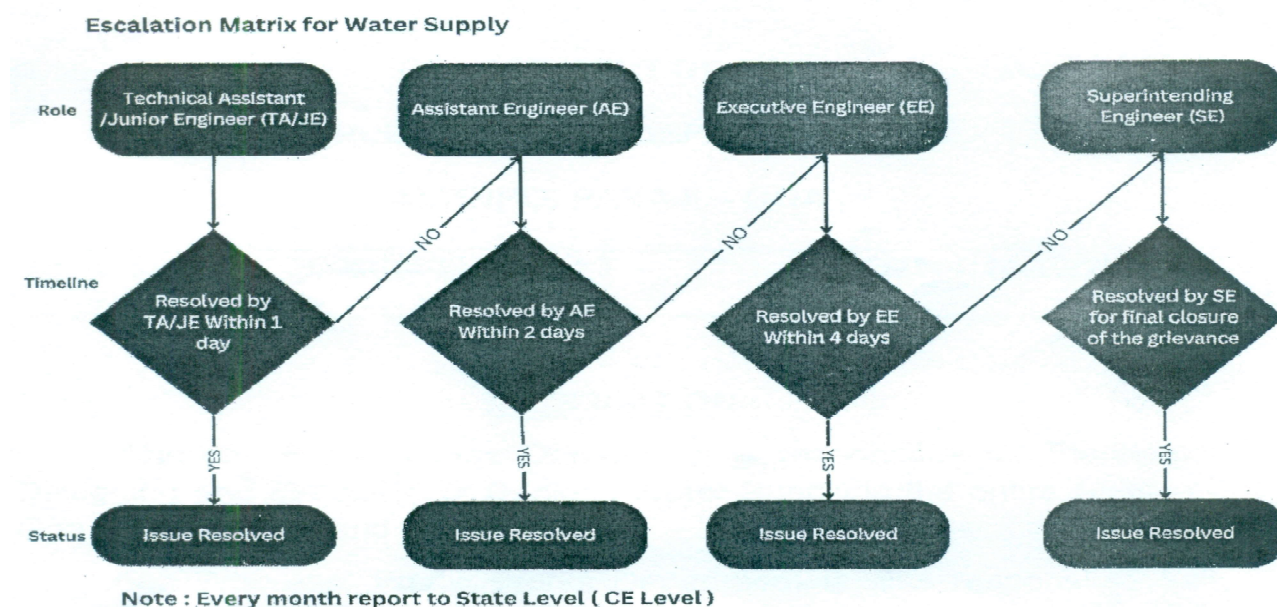 Escalation Matrix for Water Supply
Role
Technical Assistant
/Junior Engineer (TA/JE)
Assistant Engineer (AE)
Executive Engineer (EE)
Superintending
Engineer (SE)
NO
NO
NO
Timeline
Resolved by
TA/JE Within 1
day
Resolved by AE
Within 2 days
Resolved by EE
Within 4 days
Resolved by SE
for final closure
of the grievance
YES
YES
YES
YES
Status
Issue Resolved
Issue Resolved
Issue Resolved
Issue Resolved
Note : Every month report to State Level ( CE Level )